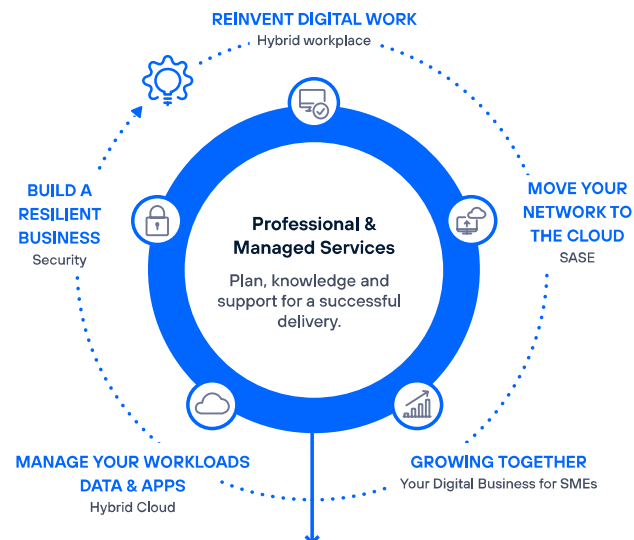 REINVENT DIGITAL WORK
Hybrid workplace
BUILD A
RESILIENT
BUSINESS
Security
MOVE YOUR
NETWORK TO
THE CLOUD
SASE
Professional &
Managed Services
Plan, knowledge and
support for a successful
delivery.
MANAGE YOUR WORKLOADS
DATA & APPS
Hybrid Cloud
GROWING TOGETHER
Your Digital Business for SMEs